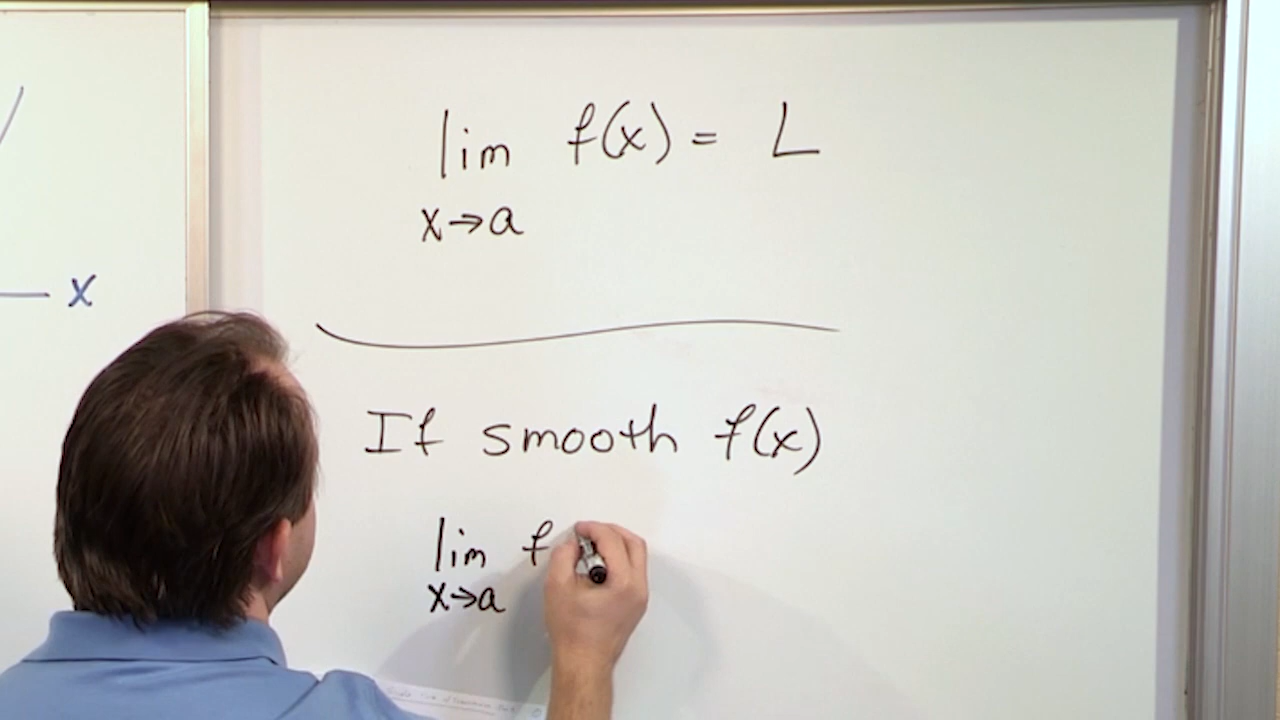 x
lim f(x) = L
x→a
If smooth f(x)
lim f
x→a